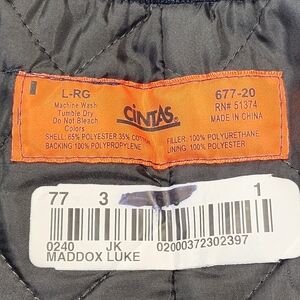 L-RG
Machine Wash
Tumble Dry
Do Not Bleach
Colors
CINTAS
677-20
RN# 51374
MADE IN CHINA
SHELL: 65% POLYESTER 35% COTTON
BACKING 100% POLYPROPYLENE
FILLER: 100% POLYURETHANE
LINING: 100% POLYESTER
77 3 1
0240 JK 02000372302397
MADDOX LUKE